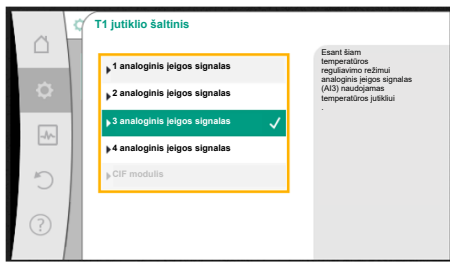 T1 jutiklio šaltinis
1 analoginis įeigos signalas
2 analoginis įeigos signalas
3 analoginis įeigos signalas
4 analoginis įeigos signalas
CIF modulis
Esant šiam
temperatūros
reguliavimo režimui
analoginis įeigos signalas
(AI3) naudojamas
temperatūros jutikliui
.
?